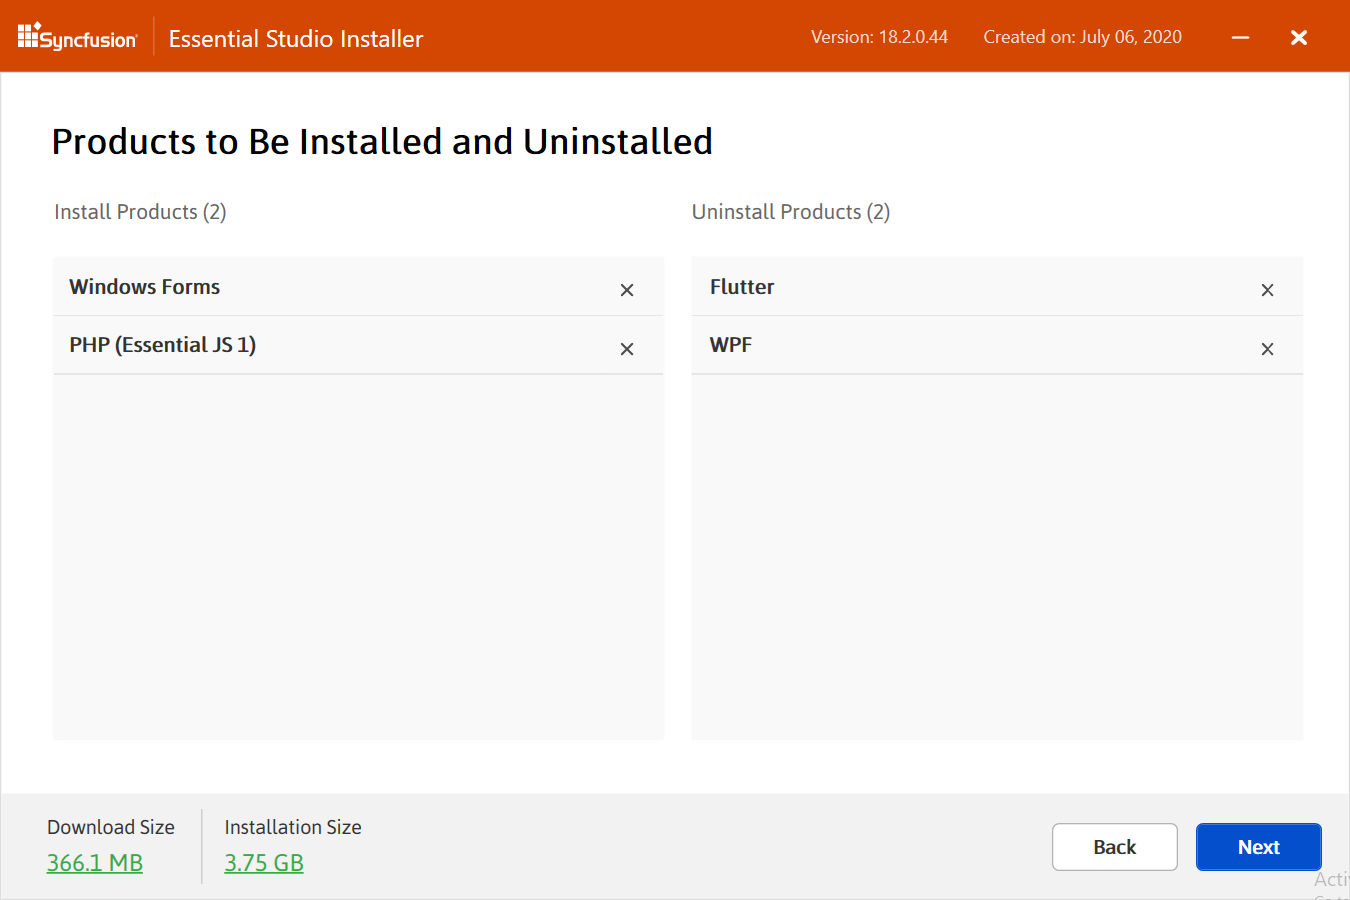 Syncfusion
Essential Studio Installer
Version: 18.2.0.44
Created on: July 06, 2020
Products to Be Installed and Uninstalled
Install Products (2)
Uninstall Products (2)
Windows Forms
Flutter
PHP (Essential JS 1)
WPF
Download Size
Installation Size
366.1 MB
3.75 GB
Back
Next
Acti